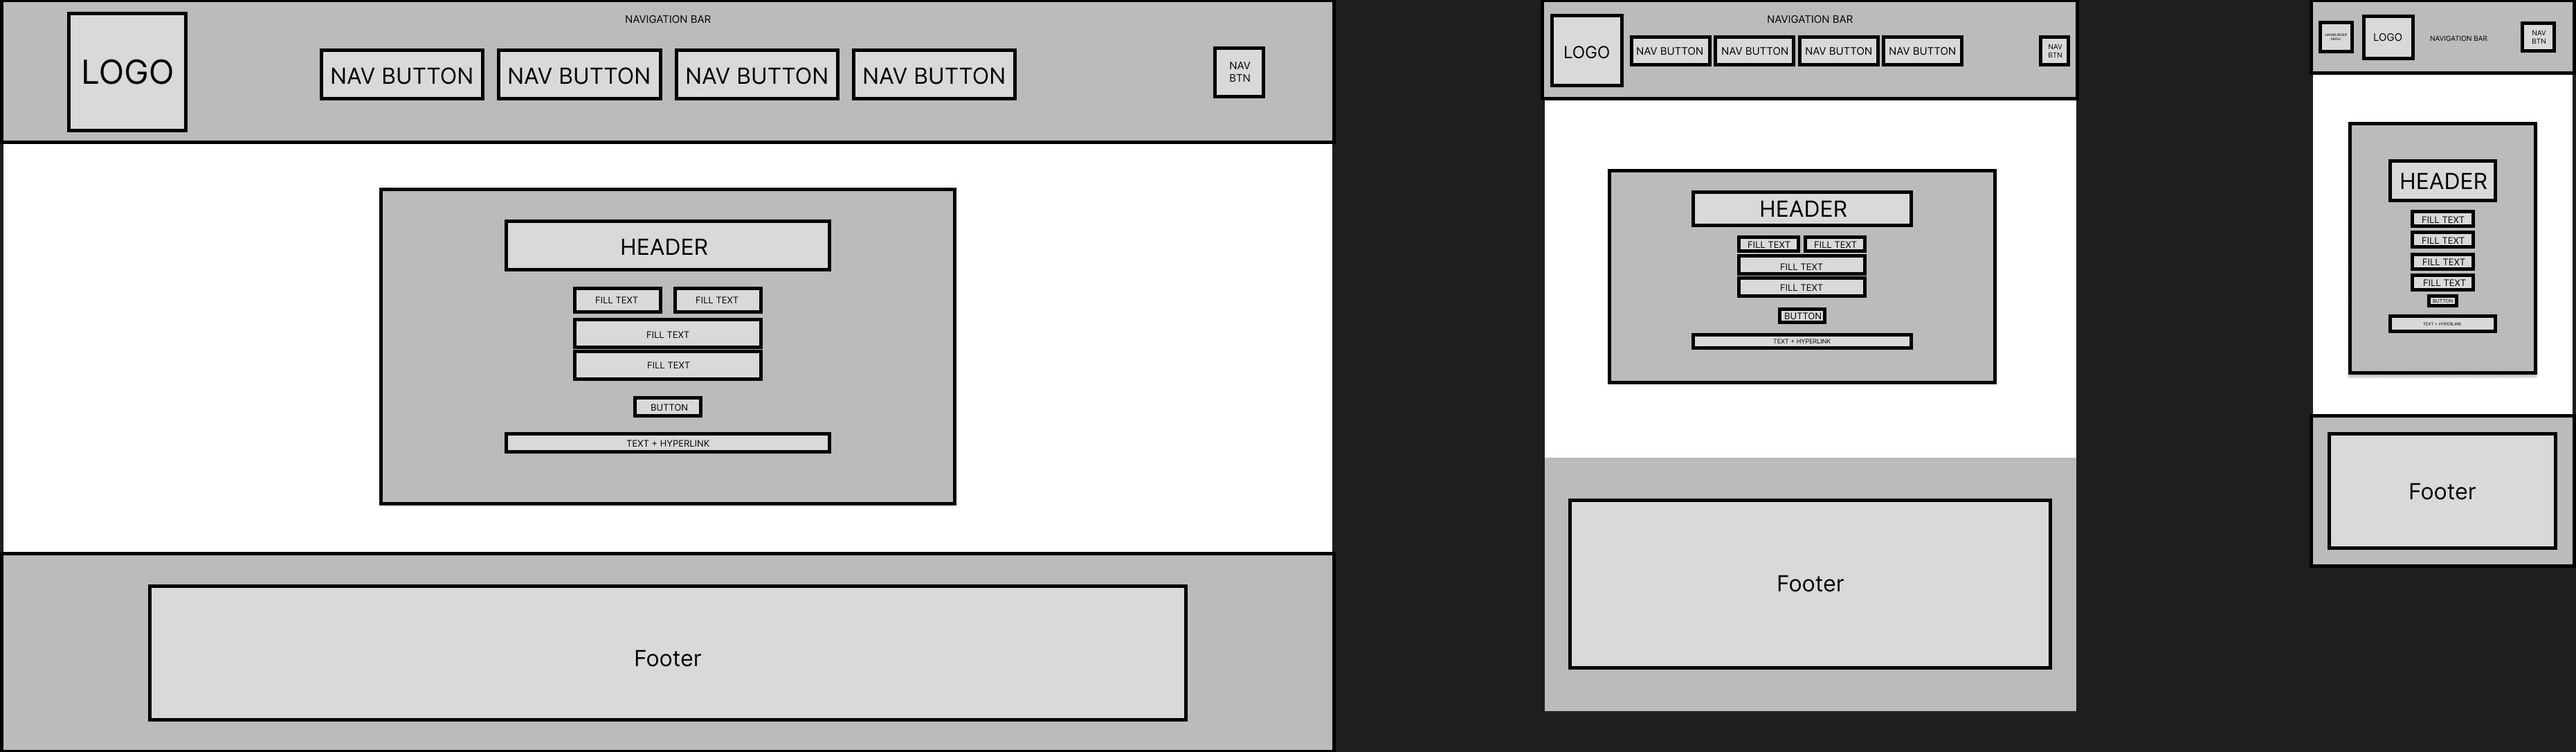 NAVIGATION BAR
LOGO
NAV BUTTON
NAV BUTTON
NAV BUTTON
NAV BUTTON
NAV
BTN
HEADER
FILL TEXT
FILL TEXT
FILL TEXT
FILL TEXT
BUTTON
TEXT + HYPERLINK
Footer
NAVIGATION BAR
LOGO
NAV BUTTON
NAV BUTTON
NAV BUTTON
NAV BUTTON
NAV
BTN
HEADER
FILL TEXT
FILL TEXT
FILL TEXT
FILL TEXT
BUTTON
TEXT + HYPERLINK
Footer
HAMBURGER
MENU
LOGO
NAVIGATION BAR
NAV
BTN
HEADER
FILL TEXT
FILL TEXT
FILL TEXT
FILL TEXT
BUTTON
TEXT + HYPERLINK
Footer